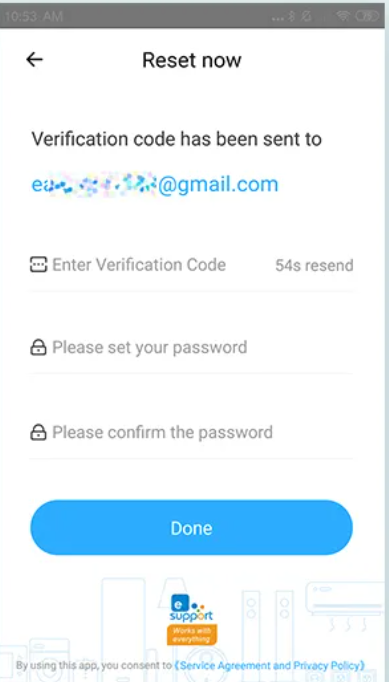 10:53 AM
Reset now
Verification code has been sent to
@gmail.com
Enter Verification Code 54s resend
Please set your password
Please confirm the password
Done
e
support
Works with
everything
By using this app, you consent to《Service Agreement and Privacy Policy》